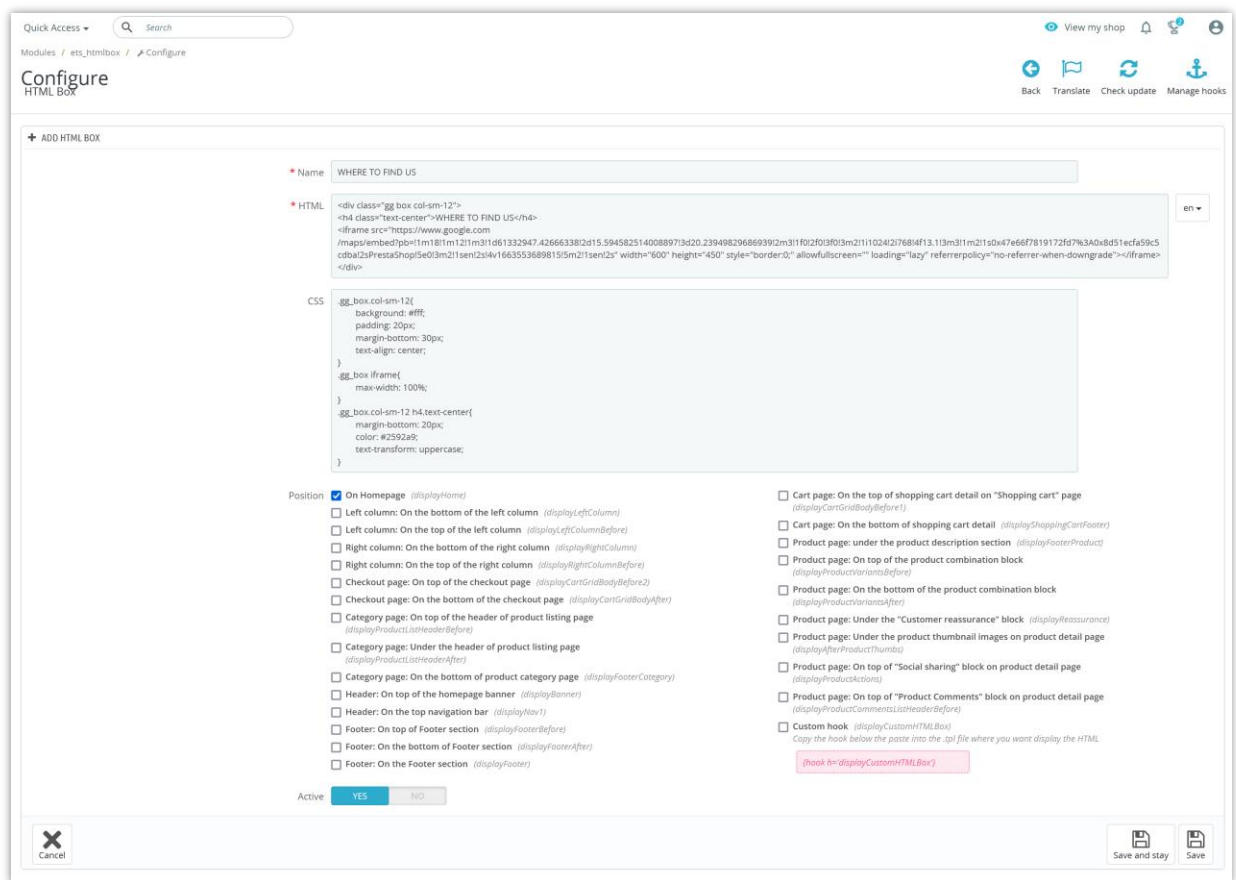 Quick Access
Search
View my shop
2
Modules / ets_htmlbox / Configure
Configure
HTML Box
Back Translate Check update Manage hooks
ADD HTML BOX
* Name WHERE TO FIND US
* HTML <div class="gg box col-sm-12">
<h4 class="text-center">WHERE TO FIND US</h4>
<iframe src="https://www.google.com
/maps/embed?pb=!1m18!1m12!1m3!1d61332947.42666338!2d15.594582514008897!3d20.23949829686939!2m3!1f0!2f0!3f0!3m2!1i1024!2i768!4f13.1!3m3!1m2!1s0x47e66f7819172fd7%3A0x8d51ecfa59c5
cdba!2sPrestaShop!5e0!3m2!1sen!2s!4v1663553689815!5m2!1sen!2s" width="600" height="450" style="border:0;" allowfullscreen="" loading="lazy" referrerpolicy="no-referrer-when-downgrade"></iframe>
</div>
en
CSS .gg_box.col-sm-12{
background: #fff;
padding: 20px;
margin-bottom: 30px;
text-align: center;
}
.gg_box iframe{
max-width: 100%;
}
.gg_box.col-sm-12 h4.text-center{
margin-bottom: 20px;
color: #2592a9;
text-transform: uppercase;
}
Position
On Homepage (displayHome)
Left column: On the bottom of the left column (displayLeftColumn)
Left column: On the top of the left column (displayLeftColumnBefore)
Right column: On the bottom of the right column (displayRightColumn)
Right column: On the top of the right column (displayRightColumnBefore)
Checkout page: On top of the checkout page (displayCartGridBodyBefore2)
Checkout page: On the bottom of the checkout page (displayCartGridBodyAfter)
Category page: On top of the header of product listing page
(displayProductListHeaderBefore)
Category page: Under the header of product listing page
(displayProductListHeaderAfter)
Category page: On the bottom of product category page (displayFooterCategory)
Header: On top of the homepage banner (displayBanner)
Header: On the top navigation bar (displayNav1)
Footer: On top of Footer section (displayFooterBefore)
Footer: On the bottom of Footer section (displayFooterAfter)
Footer: On the Footer section (displayFooter)
Cart page: On the top of shopping cart detail on "Shopping cart" page
(displayCartGridBodyBefore1)
Cart page: On the bottom of shopping cart detail (displayShoppingCartFooter)
Product page: under the product description section (displayFooterProduct)
Product page: On top of the product combination block
(displayProductVariantsBefore)
Product page: On the bottom of the product combination block
(displayProductVariantsAfter)
Product page: Under the "Customer reassurance" block (displayReassurance)
Product page: Under the product thumbnail images on product detail page
(displayAfterProductThumbs)
Product page: On top of "Social sharing" block on product detail page
(displayProductActions)
Product page: On top of "Product Comments" block on product detail page
(displayProductCommentsListHeaderBefore)
Custom hook (displayCustomHTMLBox)
Copy the hook below the paste into the .tpl file where you want display the HTML
{hook h='displayCustomHTMLBox'}
Active YES NO
Cancel
Save and stay Save